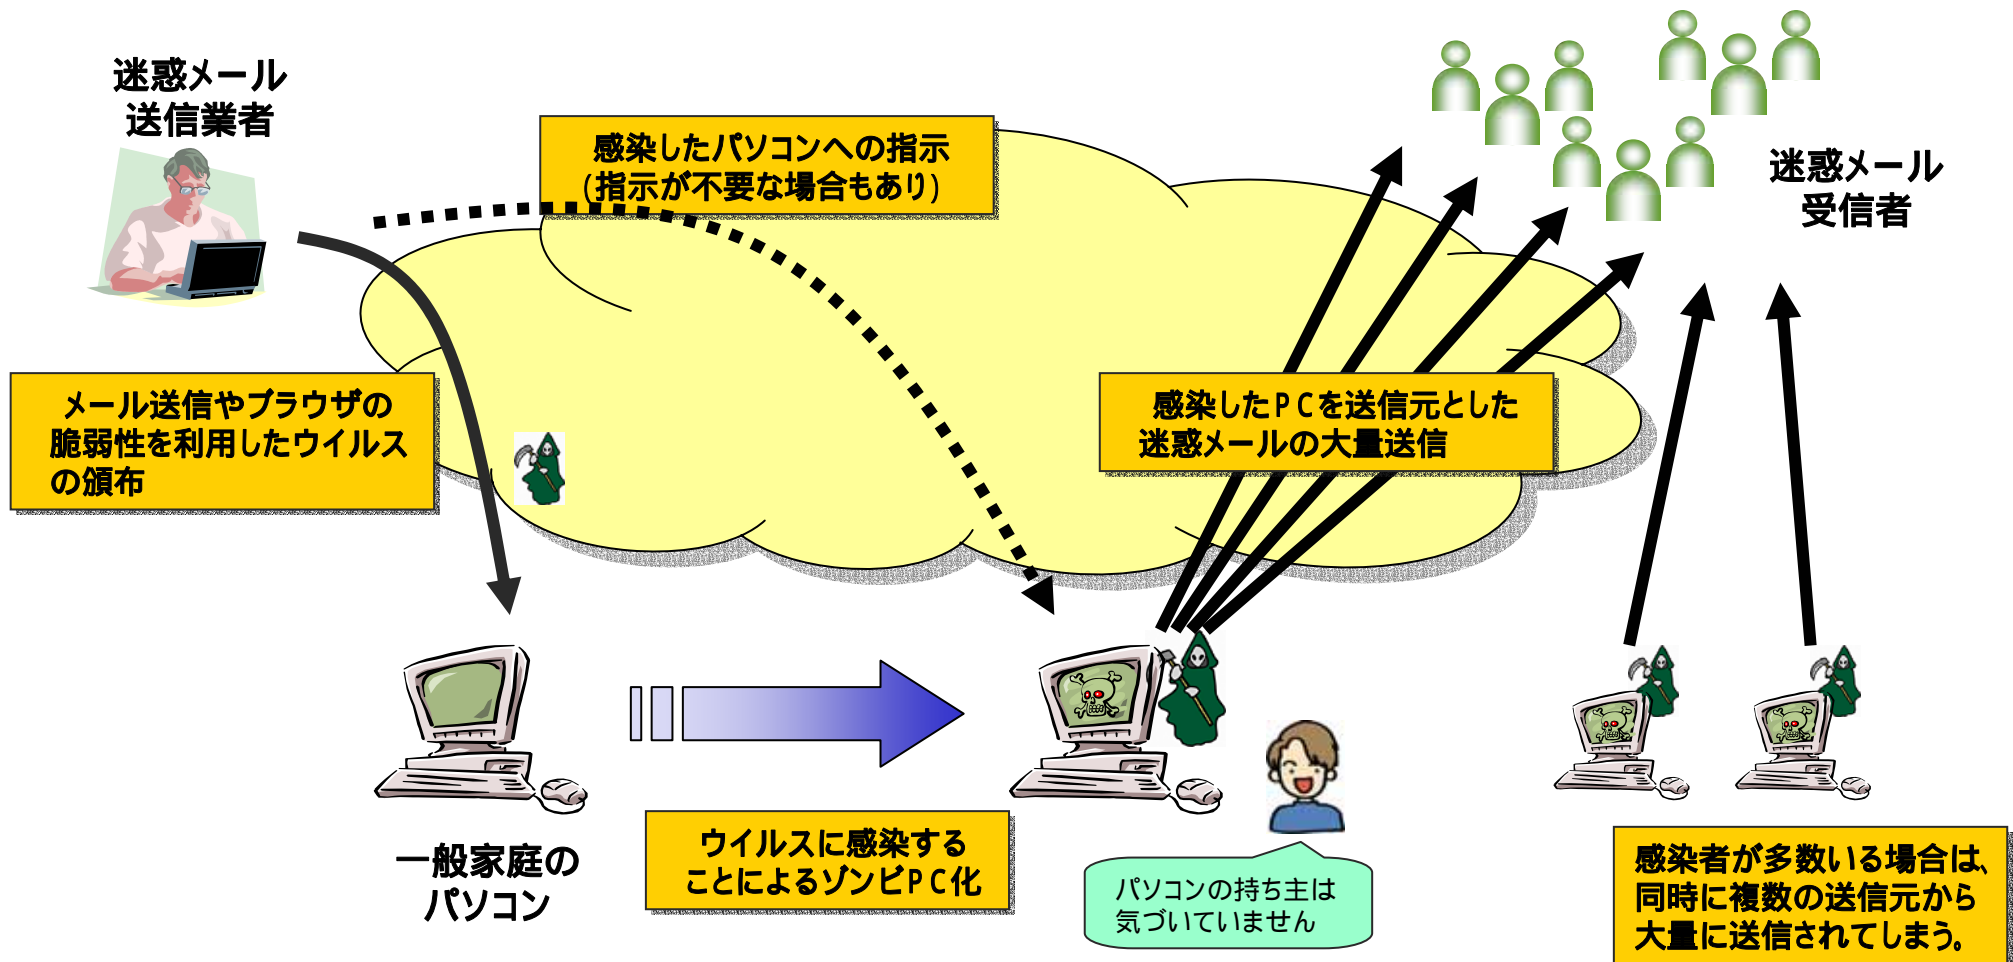 迷惑メール
送信業者
感染したパソコンへの指示
(指示が不要な場合もあり)
迷惑メール
受信者
メール送信やブラウザの
脆弱性を利用したウイルス
の頒布
感染したPCを送信元とした
迷惑メールの大量送信
一般家庭の
パソコン
ウイルスに感染する
ことによるゾンビPC化
パソコンの持ち主は
気づいていません
感染者が多数いる場合は、
同時に複数の送信元から
大量に送信されてしまう。